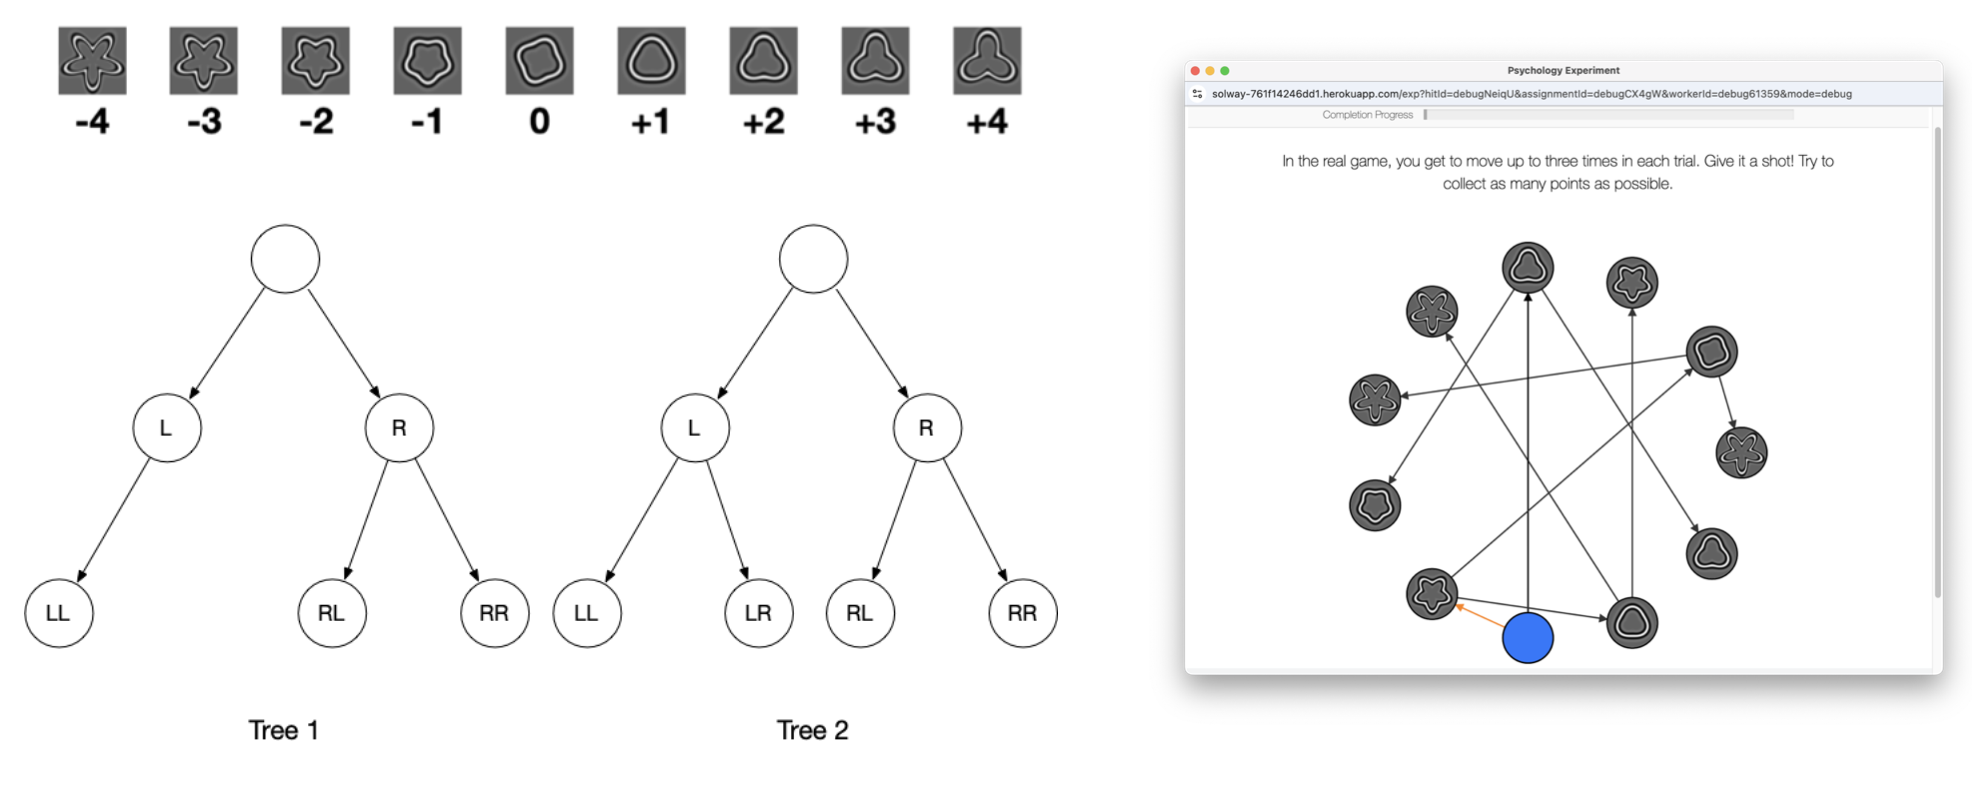 -4 -3 -2 -1 0 +1 +2 +3 +4
L R
LL RL RR
Tree 1
L R
LL LR RL RR
Tree 2
Psychology Experiment
solway-761f14246dd1.herokuapp.com/exp?hitId=debugNeiqU&assignmentId=debugCX4gW&workerId=debug61359&mode=debug
Completion Progress
In the real game, you get to move up to three times in each trial. Give it a shot! Try to
collect as many points as possible.